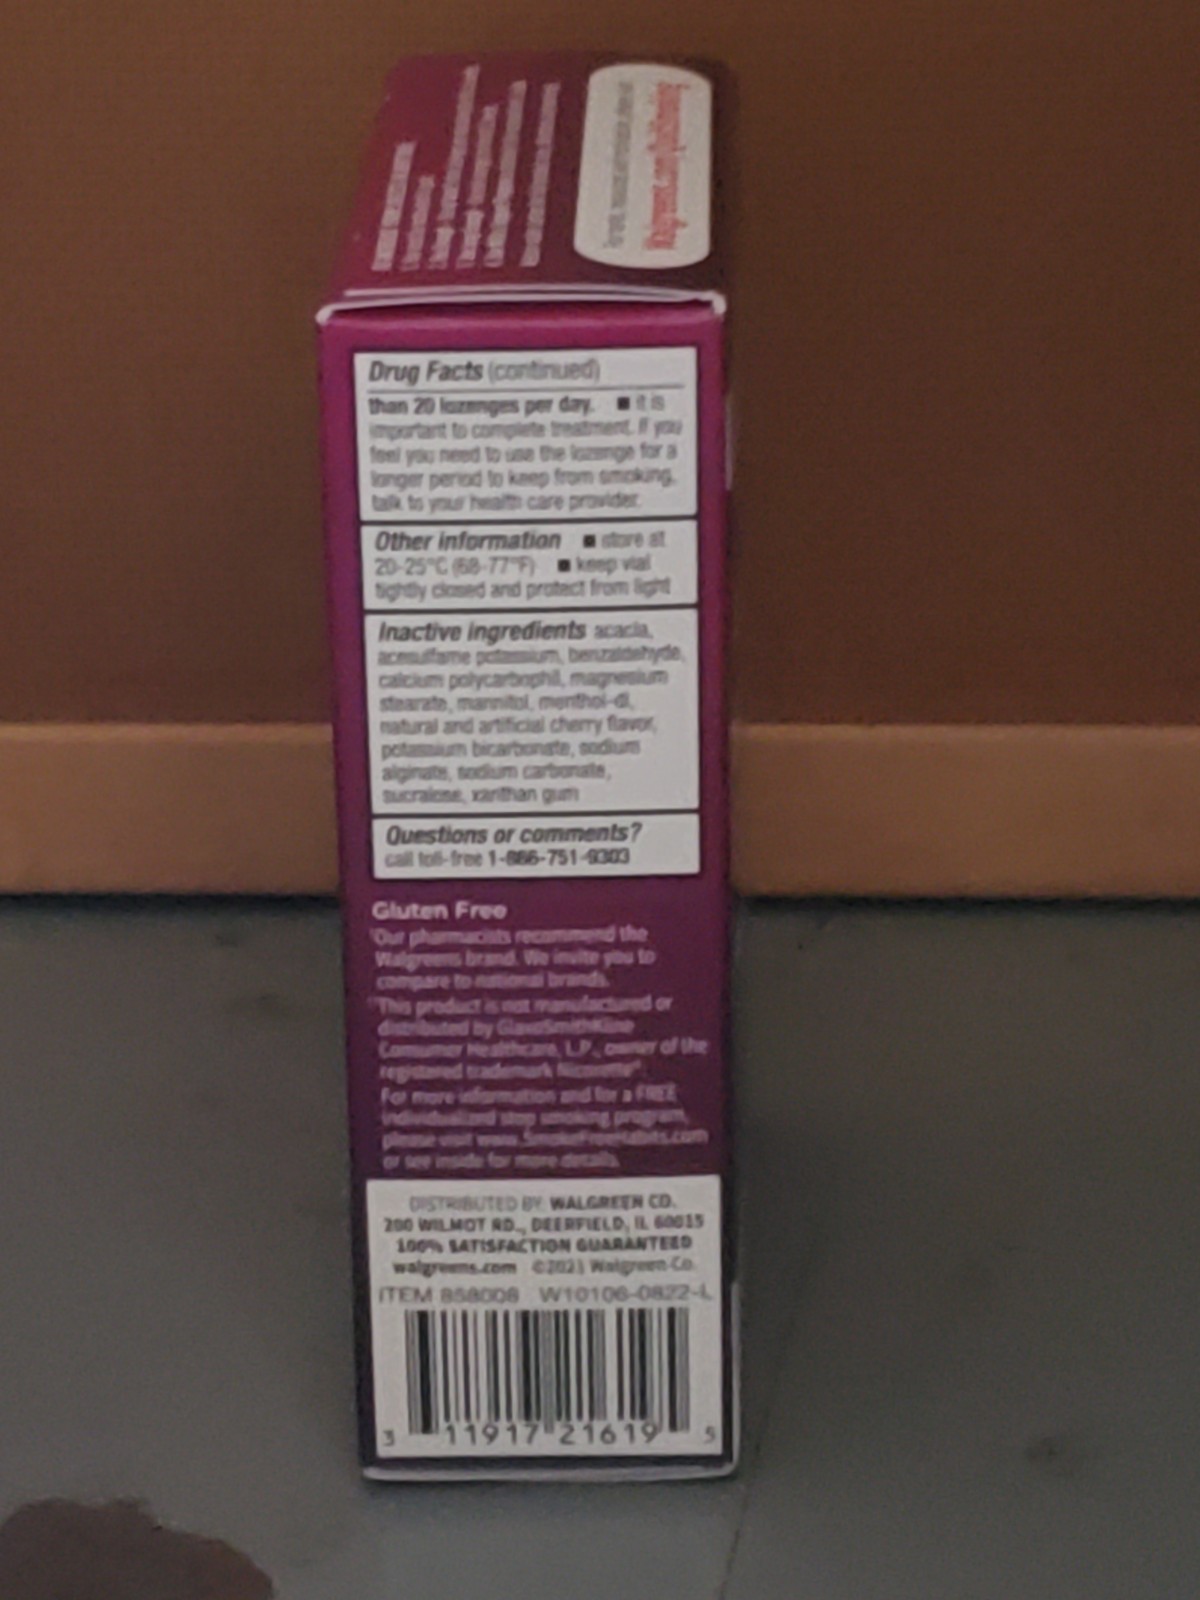 Walgreens.com/QuitSmoking
Drug Facts (continued)
than 20 lozenges per day. ■ it is
important to complete treatment. If you
feel you need to use the lozenge for a
longer period to keep from smoking,
talk to your health care provider.
Other information ■ store at
20-25°C (68-77°F) ■ keep vial
tightly closed and protect from light
Inactive ingredients acacia,
acesulfame potassium, benzaldehyde,
calcium polycarbophil, magnesium
stearate, mannitol, menthol-dl,
natural and artificial cherry flavor,
potassium bicarbonate, sodium
alginate, sodium carbonate,
sucralose, xanthan gum
Questions or comments?
call toll-free 1-866-751-9303
Gluten Free
Our pharmacists recommend the
Walgreens brand. We invite you to
compare to national brands.
This product is not manufactured or
distributed by GlaxoSmithKline
Consumer Healthcare, L.P., owner of the
registered trademark Nicorette®.
For more information and for a FREE
individualized stop smoking program,
please visit www.SmokeFreeHabits.com
or see inside for more details.
DISTRIBUTED BY: WALGREEN CO.
200 WILMOT RD., DEERFIELD, IL 60015
100% SATISFACTION GUARANTEED
walgreens.com ©2021 Walgreen Co.
ITEM 858008 W10106-0822-L
3 11917 21619 5